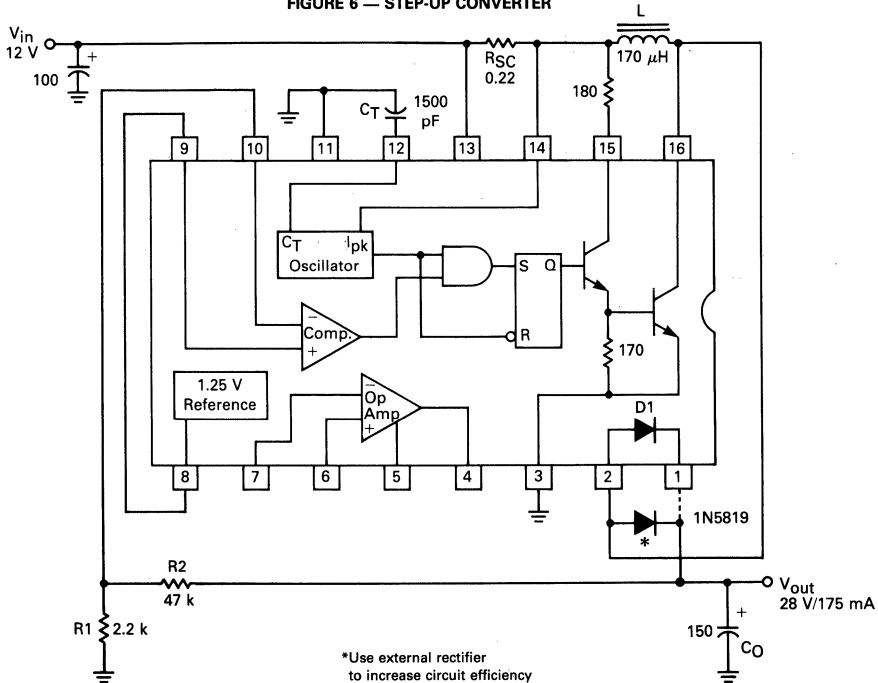 FIGURE 6 — STEP-UP CONVERTER
L
Vin
12 V
+
100
RSC
0.22
170 μH
180
CT
1500
pF
9
10
11
12
13
14
15
16
CT
Ipk
Oscillator
S
Q
R
−
Comp.
+
170
1.25 V
Reference
−
Op
Amp
+
D1
8
7
6
5
4
3
2
1
1N5819
*
R2
47 k
Vout
28 V/175 mA
R1
2.2 k
+
150
CO
*Use external rectifier
to increase circuit efficiency